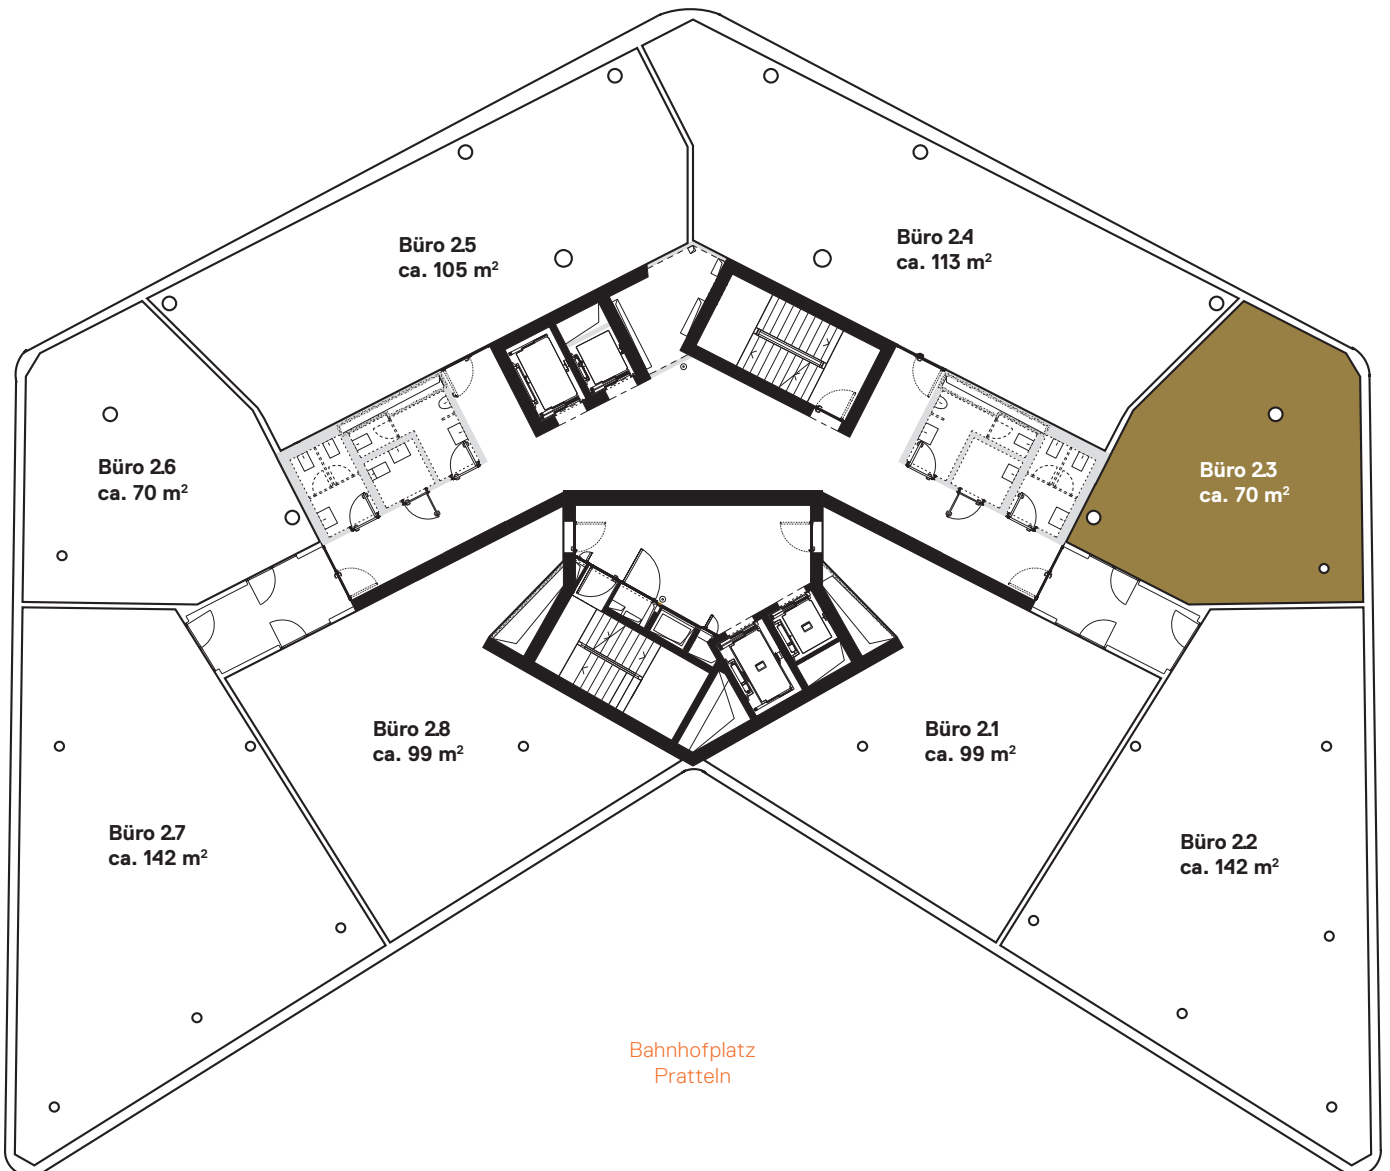 Büro 2.5
ca. 105 m²
Büro 2.4
ca. 113 m²
Büro 2.6
ca. 70 m²
Büro 2.3
ca. 70 m²
Büro 2.8
ca. 99 m²
Büro 2.1
ca. 99 m²
Büro 2.7
ca. 142 m²
Büro 2.2
ca. 142 m²
Bahnhofplatz
Pratteln